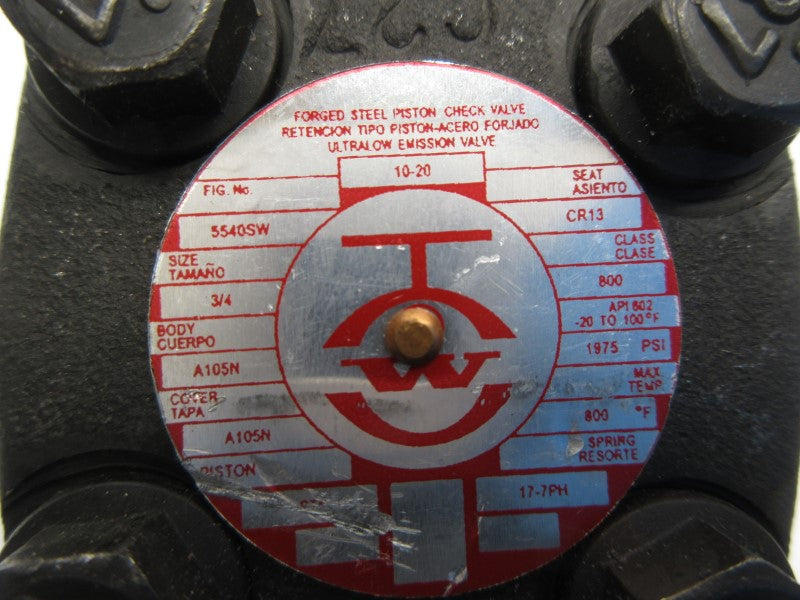 FORGED STEEL PISTON CHECK VALVE
RETENCION TIPO PISTON-ACERO FORJADO
ULTRALOW EMISSION VALVE
10-20
FIG. No.
5540SW
SIZE
TAMAÑO
3/4
BODY
CUERPO
A105N
COVER
TAPA
A105N
PISTON
SEAT
ASIENTO
CR13
CLASS
CLASE
800
API 602
-20 TO 100°F
1975 PSI
MAX
TEMP.
800 °F
SPRING
RESORTE
17-7PH
T
W